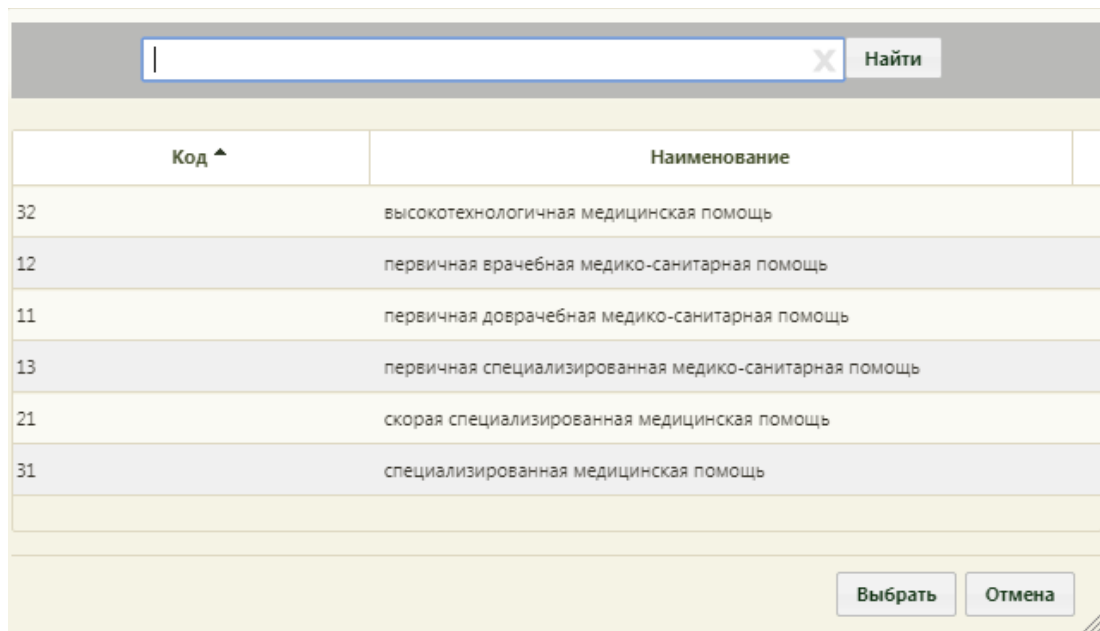 Найти
Код Наименование
32 высокотехнологичная медицинская помощь
12 первичная врачебная медико-санитарная помощь
11 первичная доврачебная медико-санитарная помощь
13 первичная специализированная медико-санитарная помощь
21 скорая специализированная медицинская помощь
31 специализированная медицинская помощь
Выбрать Отмена